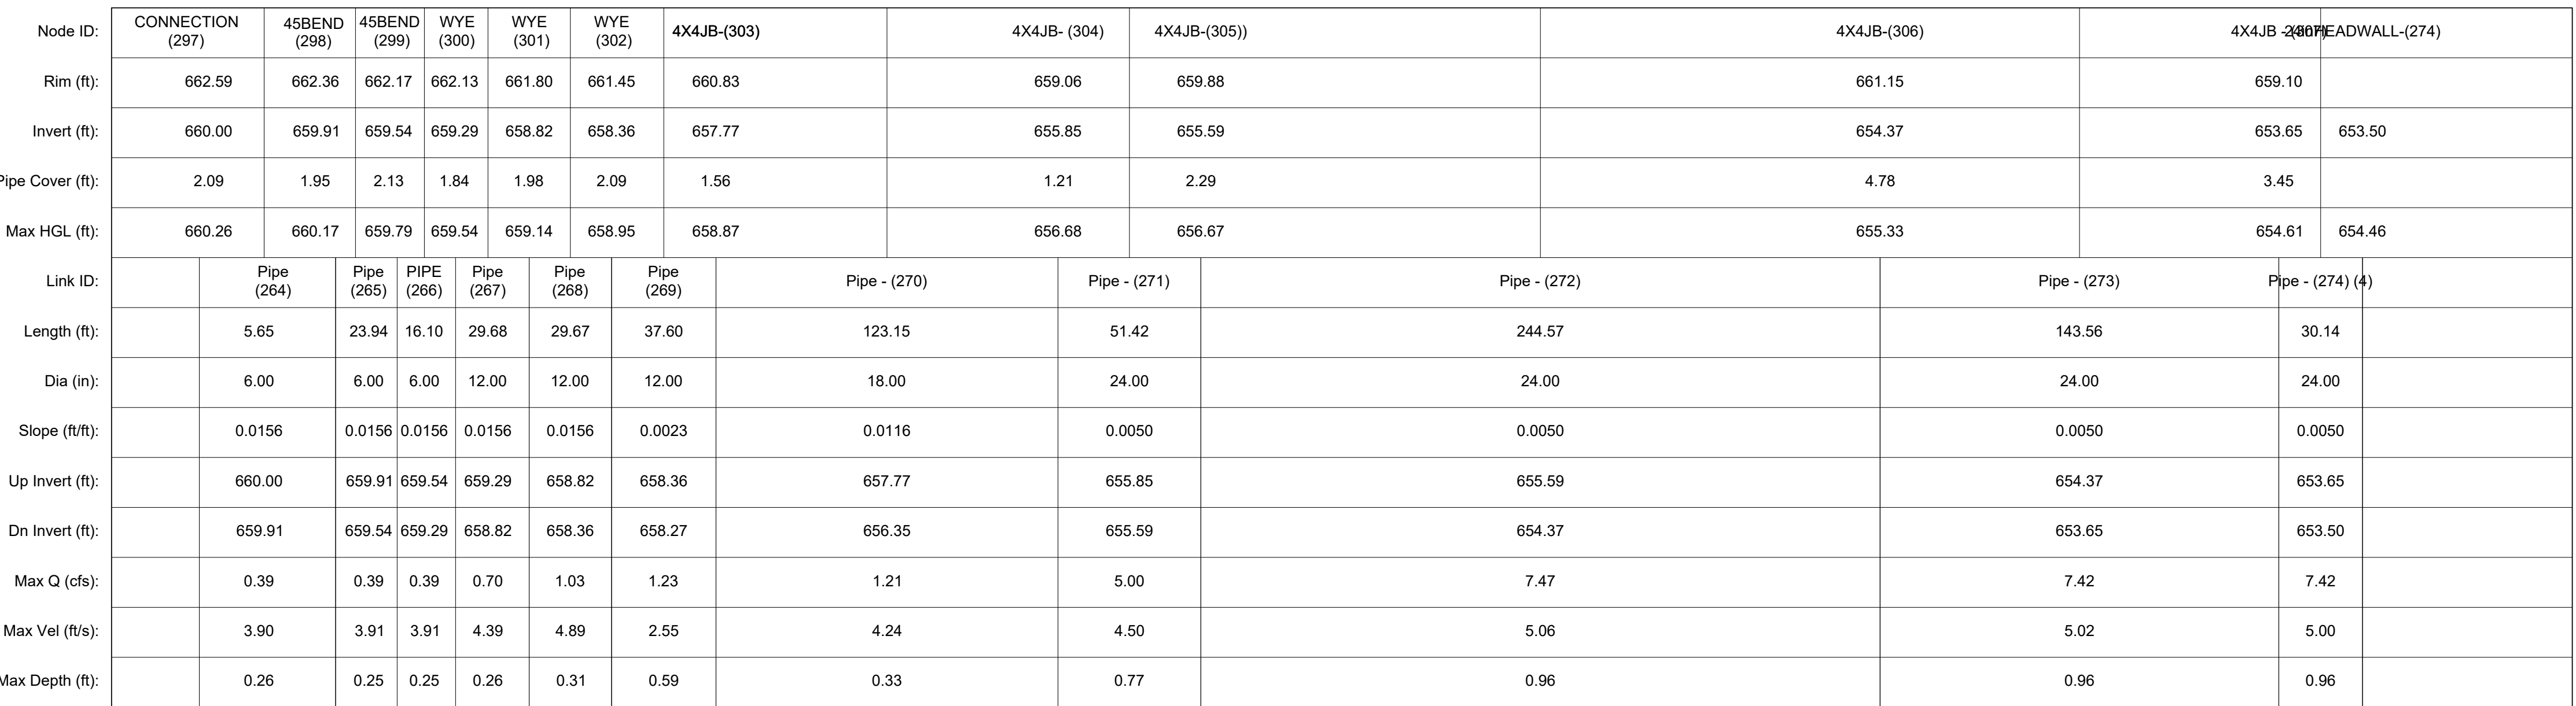 Node ID: CONNECTION (297) 45BEND (298) 45BEND (299) WYE (300) WYE (301) WYE (302) 4X4JB-(303) 4X4JB- (304) 4X4JB-(305)) 4X4JB-(306) 4X4JB -(307) HEADWALL-(274)
Rim (ft): 662.59 662.36 662.17 662.13 661.80 661.45 660.83 659.06 659.88 661.15 659.10
Invert (ft): 660.00 659.91 659.54 659.29 658.82 658.36 657.77 655.85 655.59 654.37 653.65 653.50
Pipe Cover (ft): 2.09 1.95 2.13 1.84 1.98 2.09 1.56 1.21 2.29 4.78 3.45
Max HGL (ft): 660.26 660.17 659.79 659.54 659.14 658.95 658.87 656.68 656.67 655.33 654.61 654.46
Link ID: Pipe (264) Pipe (265) PIPE (266) Pipe (267) Pipe (268) Pipe (269) Pipe - (270) Pipe - (271) Pipe - (272) Pipe - (273) Pipe - (274) (4)
Length (ft): 5.65 23.94 16.10 29.68 29.67 37.60 123.15 51.42 244.57 143.56 30.14
Dia (in): 6.00 6.00 6.00 12.00 12.00 12.00 18.00 24.00 24.00 24.00 24.00
Slope (ft/ft): 0.0156 0.0156 0.0156 0.0156 0.0156 0.0023 0.0116 0.0050 0.0050 0.0050 0.0050
Up Invert (ft): 660.00 659.91 659.54 659.29 658.82 658.36 657.77 655.85 655.59 654.37 653.65
Dn Invert (ft): 659.91 659.54 659.29 658.82 658.36 658.27 656.35 655.59 654.37 653.65 653.50
Max Q (cfs): 0.39 0.39 0.39 0.70 1.03 1.23 1.21 5.00 7.47 7.42 7.42
Max Vel (ft/s): 3.90 3.91 3.91 4.39 4.89 2.55 4.24 4.50 5.06 5.02 5.00
Max Depth (ft): 0.26 0.25 0.25 0.26 0.31 0.59 0.33 0.77 0.96 0.96 0.96